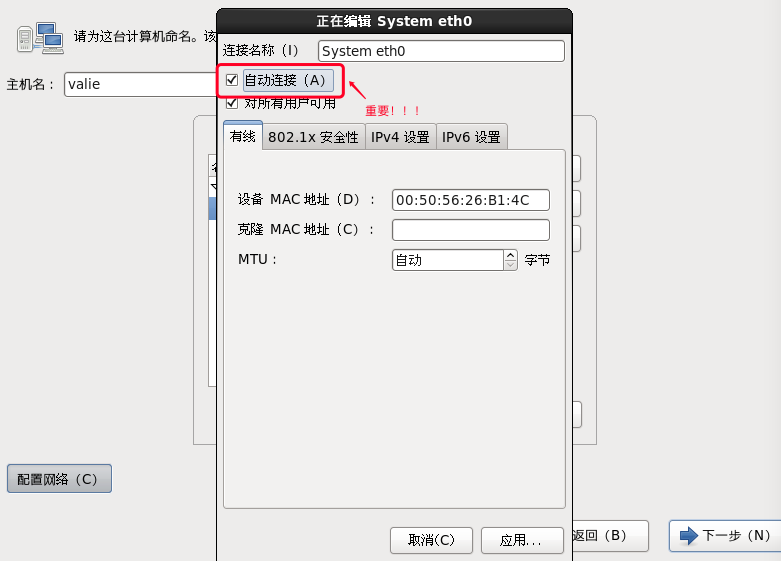 正在编辑 System eth0
请为这台计算机命名。该
连接名称（I）
System eth0
主机名：
valie
自动连接（A）
对所有用户可用
重要！！！
有线
802.1x 安全性
IPv4 设置
IPv6 设置
设备 MAC 地址（D）：
00:50:56:26:B1:4C
克隆 MAC 地址（C）：
MTU：
自动
字节
配置网络（C）
取消(C）
应用...
返回（B）
下一步（N）